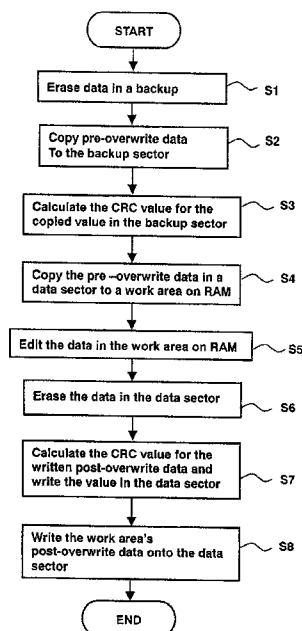 START
Erase data in a backup
S1
Copy pre-overwrite data
To the backup sector
S2
Calculate the CRC value for the
copied value in the backup sector
S3
Copy the pre –overwrite data in a
data sector to a work area on RAM
S4
Edit the data in the work area on RAM
S5
Erase the data in the data sector
S6
Calculate the CRC value for the
written post-overwrite data and
write the value in the data sector
S7
Write the work area's
post-overwrite data onto the data
sector
S8
END